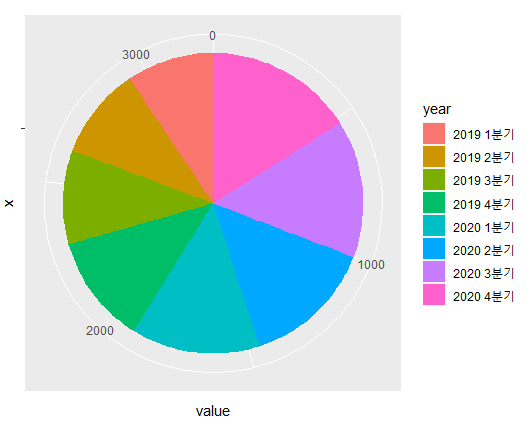 0
3000
1000
2000
x
value
year
2019 1분기
2019 2분기
2019 3분기
2019 4분기
2020 1분기
2020 2분기
2020 3분기
2020 4분기